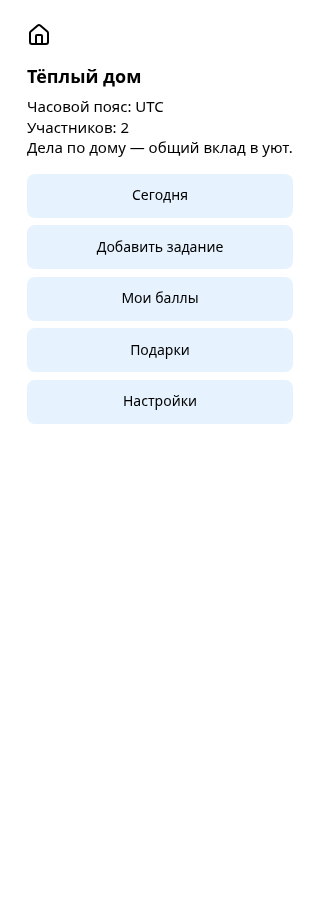 Тёплый дом
Часовой пояс: UTC
Участников: 2
Дела по дому — общий вклад в уют.
Сегодня
Добавить задание
Мои баллы
Подарки
Настройки